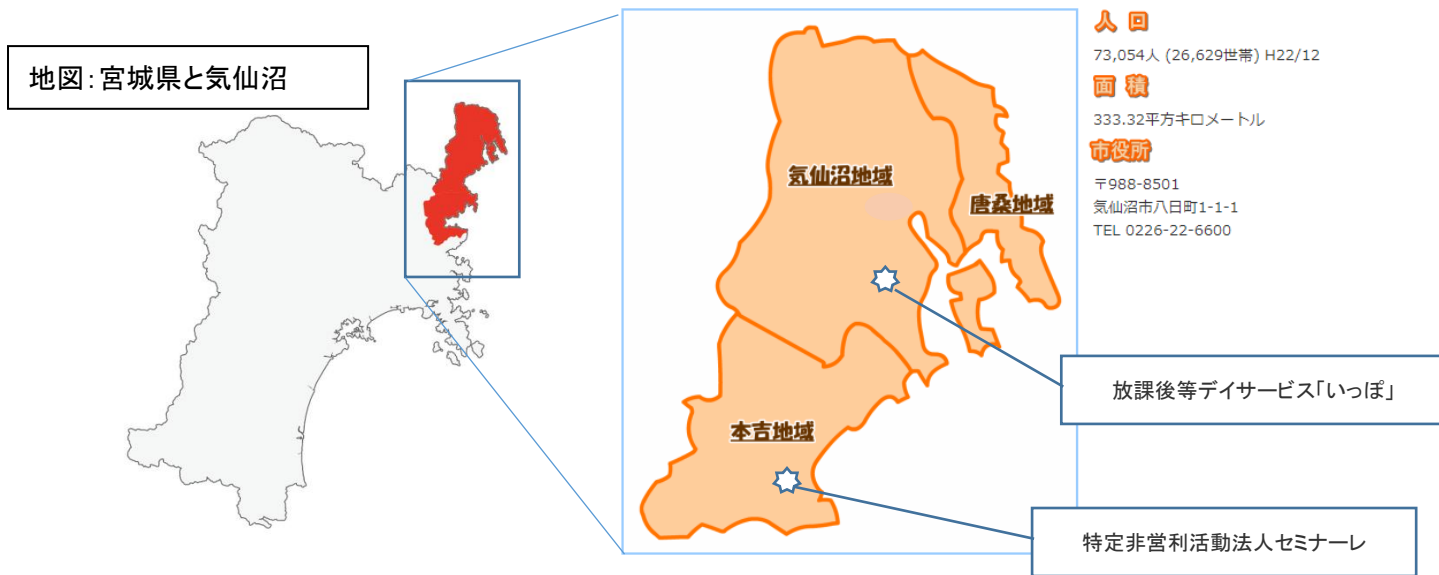 地図:宮城県と気仙沼
人口
73,054人 (26,629世帯) H22/12
面積
333.32平方キロメートル
市役所
〒988-8501
気仙沼市八日町1-1-1
TEL 0226-22-6600
気仙沼地域
唐桑地域
放課後等デイサービス「いっぽ」
本吉地域
特定非営利活動法人セミナーレ